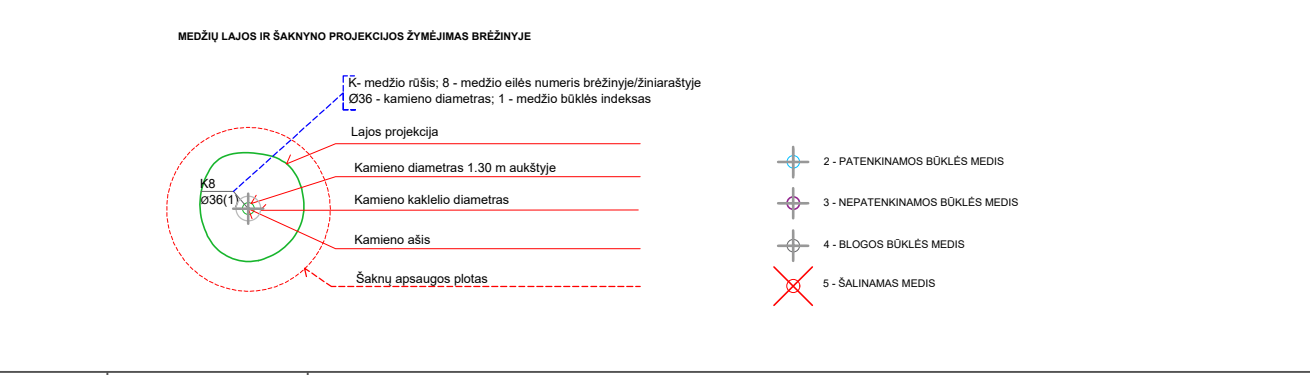 MEDŽIŲ LAJOS IR ŠAKNYNO PROJEKCIJOS ŽYMĖJIMAS BRĖŽINYJE
K- medžio rūšis; 8 - medžio eilės numeris brėžinyje/žiniaraštyje
Ø36 - kamieno diametras; 1 - medžio būklės indeksas
Lajos projekcija
Kamieno diametras 1.30 m aukštyje
Kamieno kaklelio diametras
Kamieno ašis
Šaknų apsaugos plotas
K8
Ø36(1)
2 - PATENKINAMOS BŪKLĖS MEDIS
3 - NEPATENKINAMOS BŪKLĖS MEDIS
4 - BLOGOS BŪKLĖS MEDIS
5 - ŠALINAMAS MEDIS